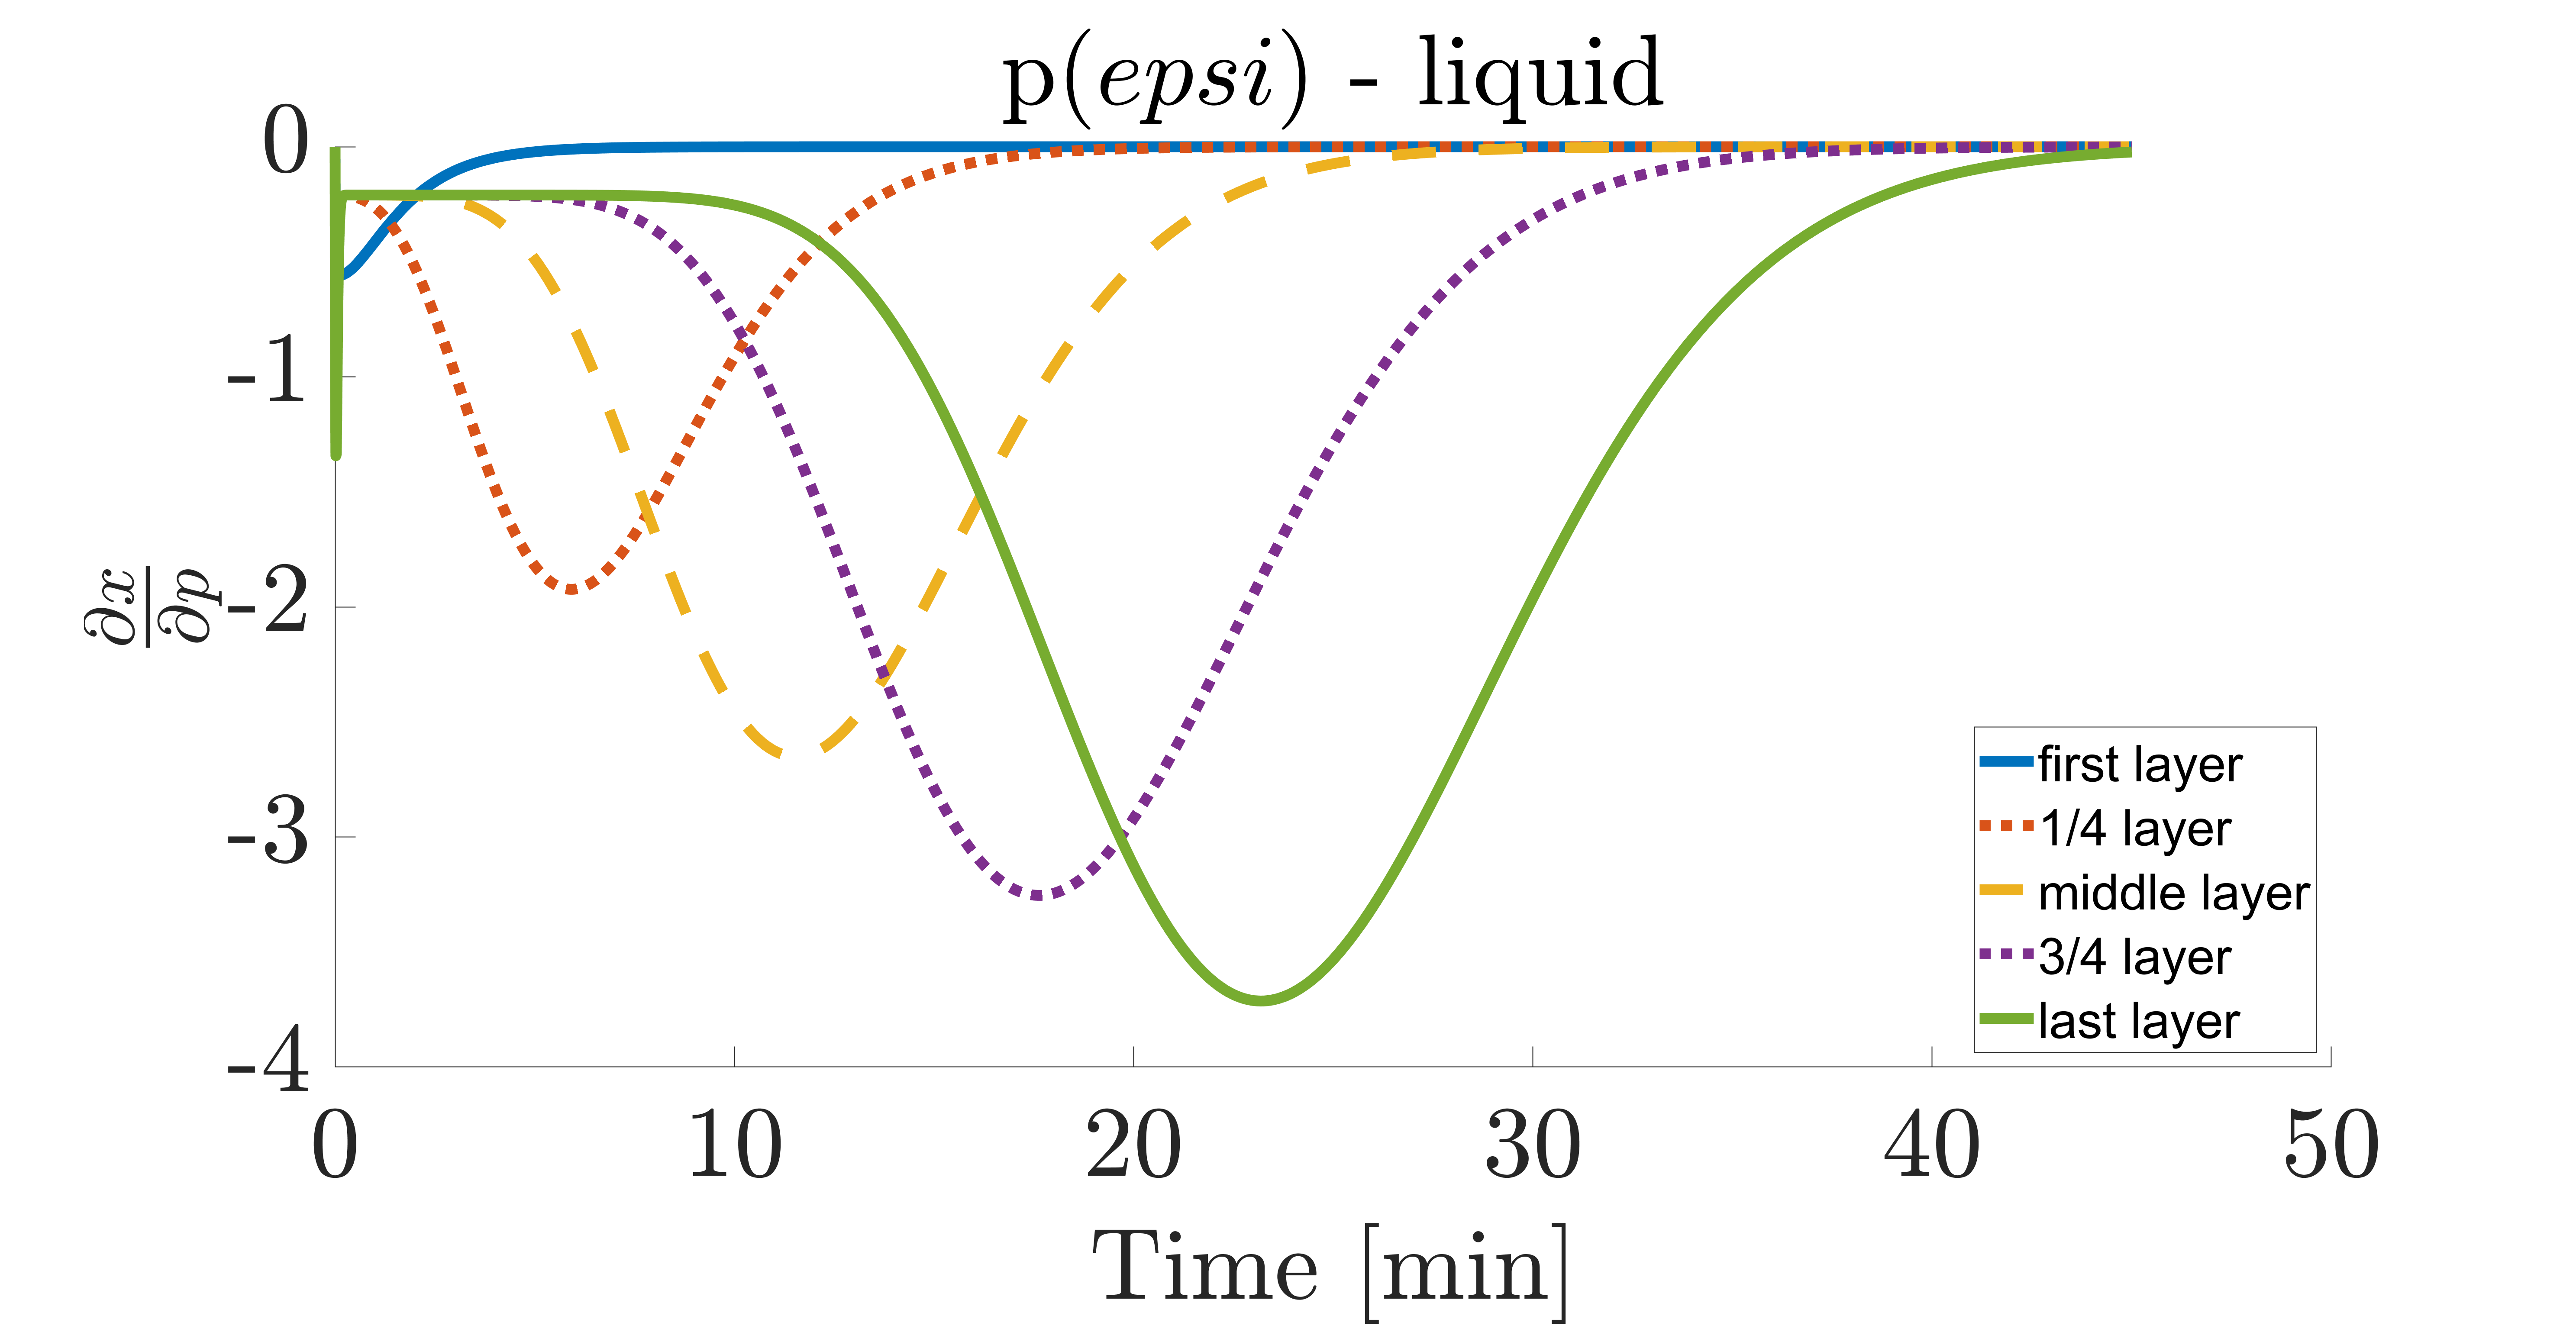 p(epsi) - liquid
0
-1
-2
-3
-4
∂x
∂p
0 10 20 30 40 50
Time [min]
first layer
1/4 layer
middle layer
3/4 layer
last layer